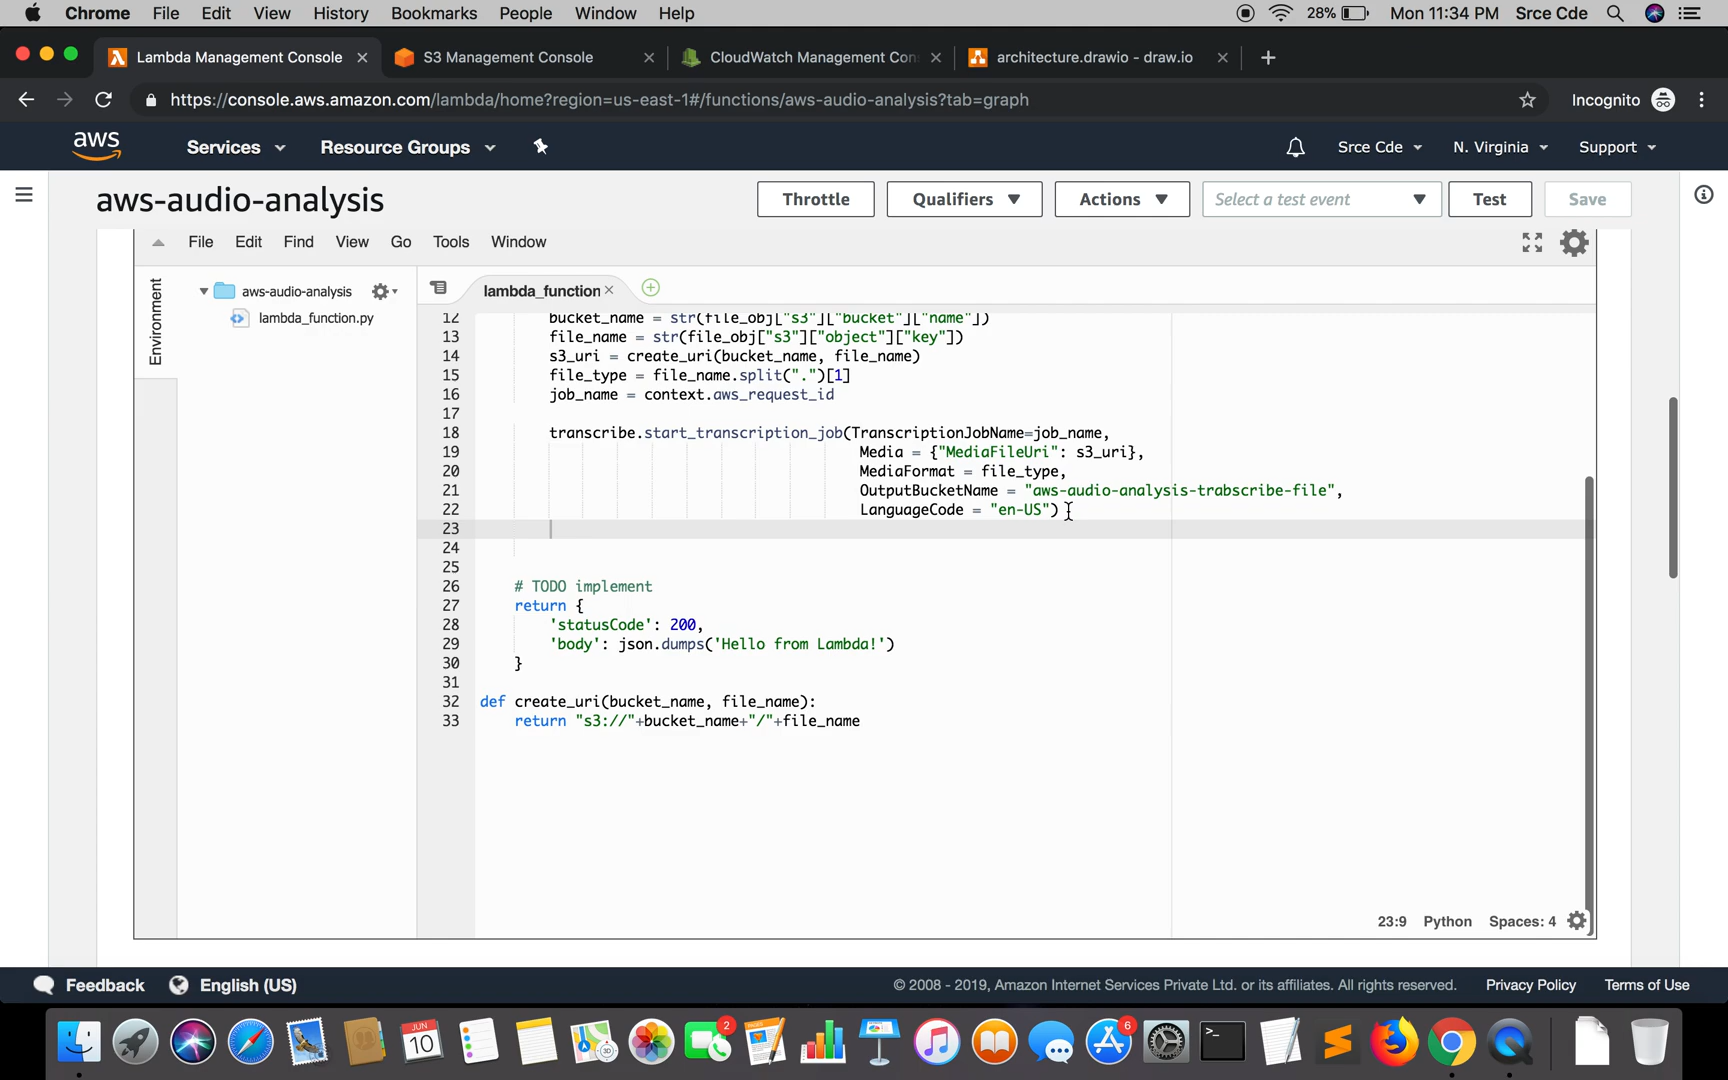 Chrome File Edit View History Bookmarks People Window Help 28% Mon 11:34 PM Srce Cde
Lambda Management Console S3 Management Console CloudWatch Management Con architecture.drawio - draw.io
https://console.aws.amazon.com/lambda/home?region=us-east-1#/functions/aws-audio-analysis?tab=graph Incognito
aws Services Resource Groups Srce Cde N. Virginia Support
aws-audio-analysis Throttle Qualifiers Actions Select a test event Test Save
File Edit Find View Go Tools Window
Environment
aws-audio-analysis
lambda_function.py
lambda_function
12 bucket_name = str(file_obj["s3"]["bucket"]["name"])
13 file_name = str(file_obj["s3"]["object"]["key"])
14 s3_uri = create_uri(bucket_name, file_name)
15 file_type = file_name.split(".")[1]
16 job_name = context.aws_request_id
17
18 transcribe.start_transcription_job(TranscriptionJobName=job_name,
19 Media = {"MediaFileUri": s3_uri},
20 MediaFormat = file_type,
21 OutputBucketName = "aws-audio-analysis-trabscribe-file",
22 LanguageCode = "en-US")
23
24
25
26 # TODO implement
27 return {
28 'statusCode': 200,
29 'body': json.dumps('Hello from Lambda!')
30 }
31
32 def create_uri(bucket_name, file_name):
33 return "s3://"+bucket_name+"/"+file_name
23:9 Python Spaces: 4
Feedback English (US) © 2008 - 2019, Amazon Internet Services Private Ltd. or its affiliates. All rights reserved. Privacy Policy Terms of Use
JUN
10
2
6